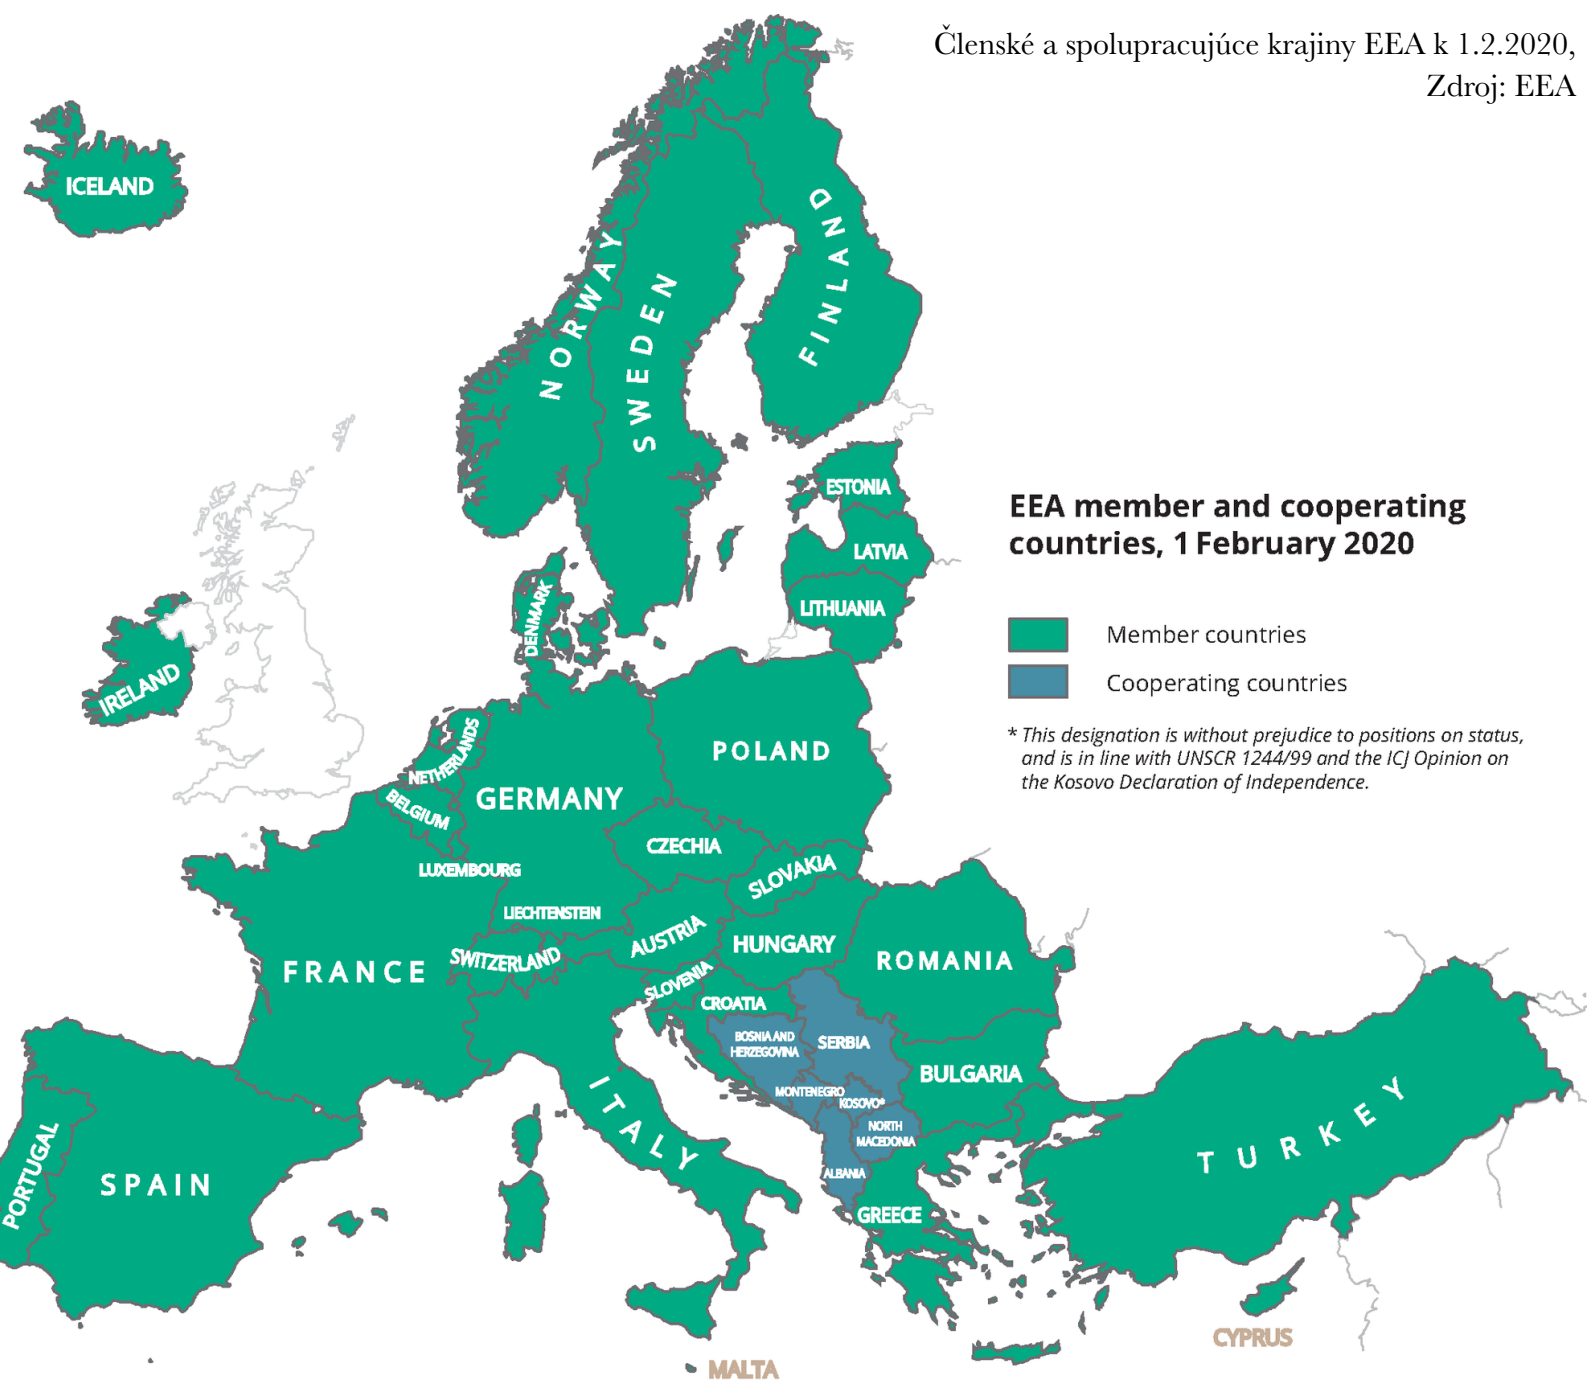 Členské a spolupracujúce krajiny EEA k 1.2.2020,
Zdroj: EEA
ICELAND
NORWAY
SWEDEN
FINLAND
ESTONIA
LATVIA
LITHUANIA
DENMARK
IRELAND
EEA member and cooperating
countries, 1 February 2020
Member countries
Cooperating countries
* This designation is without prejudice to positions on status,
and is in line with UNSCR 1244/99 and the ICJ Opinion on
the Kosovo Declaration of Independence.
NETHERLANDS
BELGIUM
GERMANY
POLAND
LUXEMBOURG
CZECHIA
SLOVAKIA
LIECHTENSTEIN
SWITZERLAND
AUSTRIA
HUNGARY
ROMANIA
FRANCE
SLOVENIA
CROATIA
BOSNIA AND
HERZEGOVINA
SERBIA
MONTENEGRO
KOSOVO*
BULGARIA
NORTH
MACEDONIA
ALBANIA
ITALY
PORTUGAL
SPAIN
GREECE
TURKEY
CYPRUS
MALTA